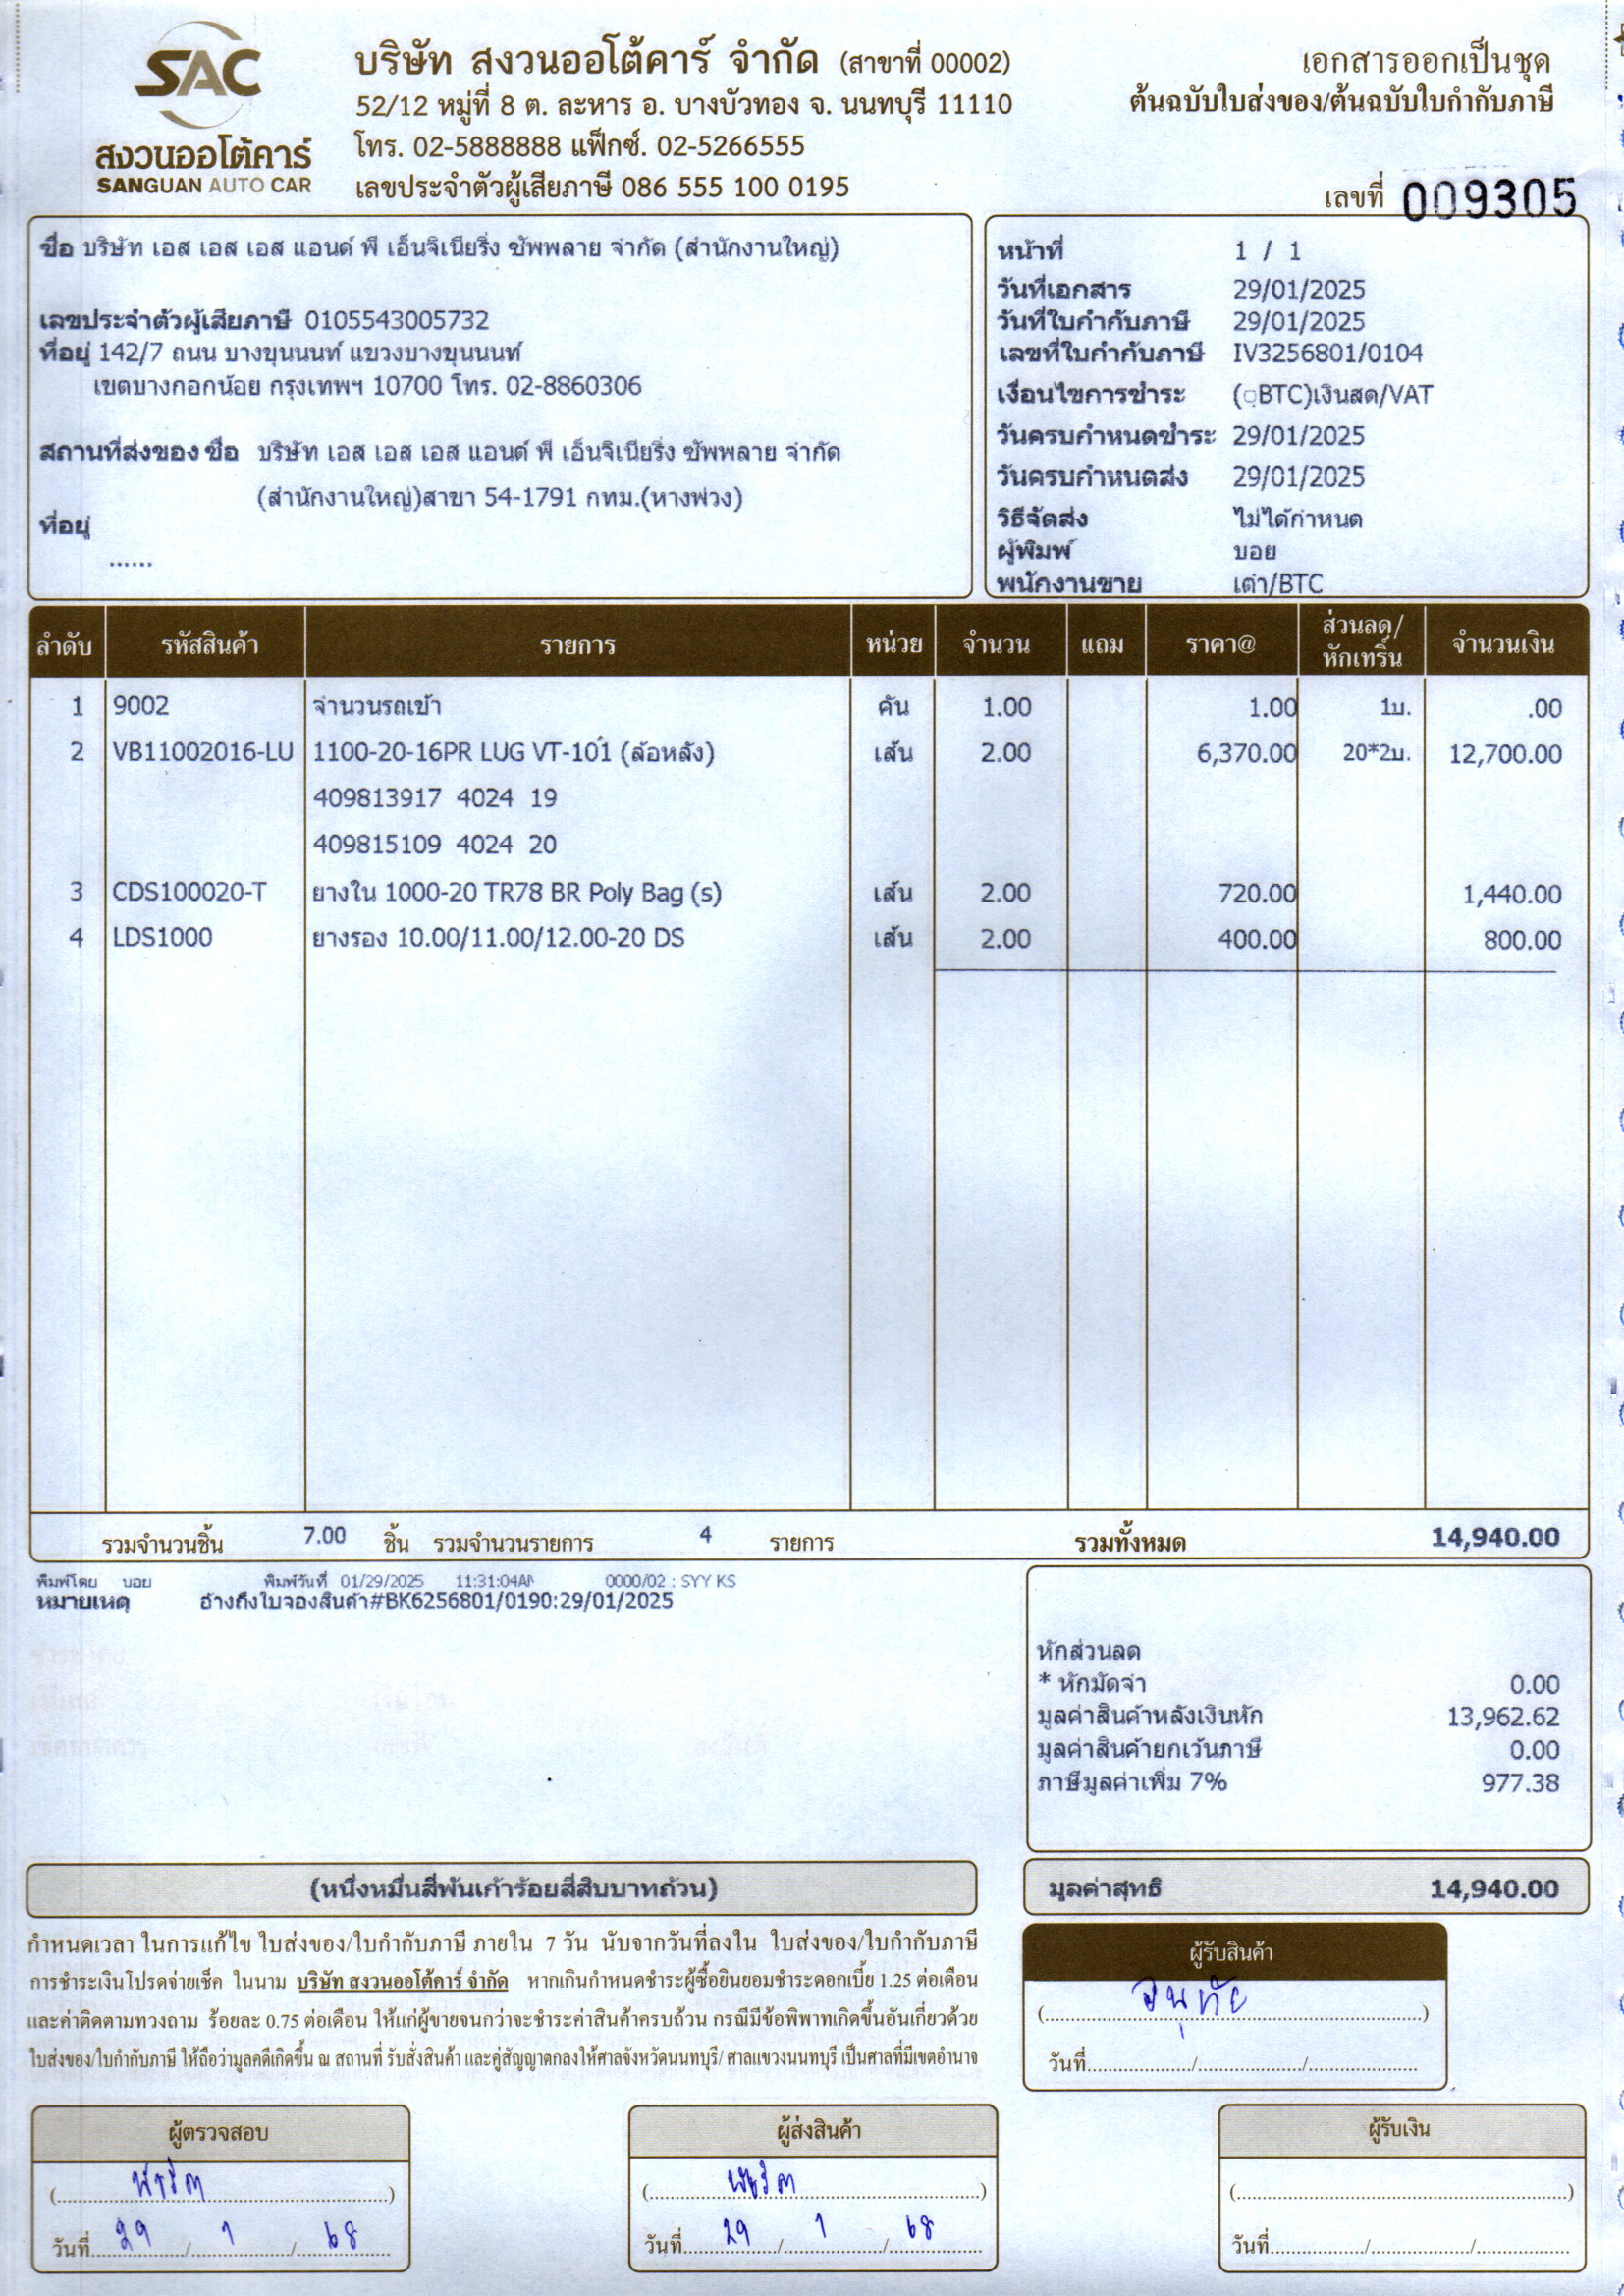 SAC
สงวนออโต้คาร์
SANGUAN AUTO CAR
บริษัท สงวนออโต้คาร์ จำกัด (สาขาที่ 00002)
52/12 หมู่ที่ 8 ต. ละหาร อ. บางบัวทอง จ. นนทบุรี 11110
โทร. 02-5888888 แฟ็กซ์. 02-5266555
เลขประจำตัวผู้เสียภาษี 086 555 100 0195
เอกสารออกเป็นชุด
ต้นฉบับใบส่งของ/ต้นฉบับใบกำกับภาษี
เลขที่ 009305
ชื่อ บริษัท เอส เอส เอส แอนด์ พี เอ็นจิเนียริ่ง ซัพพลาย จำกัด (สำนักงานใหญ่)
เลขประจำตัวผู้เสียภาษี 0105543005732
ที่อยู่ 142/7 ถนน บางขุนนนท์ แขวงบางขุนนนท์
เขตบางกอกน้อย กรุงเทพฯ 10700 โทร. 02-8860306
สถานที่ส่งของ ชื่อ บริษัท เอส เอส เอส แอนด์ พี เอ็นจิเนียริ่ง ซัพพลาย จำกัด
(สำนักงานใหญ่)สาขา 54-1791 กทม.(หางพ่วง)
ที่อยู่
......
หน้าที่ 1 / 1
วันที่เอกสาร 29/01/2025
วันที่ใบกำกับภาษี 29/01/2025
เลขที่ใบกำกับภาษี IV3256801/0104
เงื่อนไขการชำระ (ฺBTC)เงินสด/VAT
วันครบกำหนดชำระ 29/01/2025
วันครบกำหนดส่ง 29/01/2025
วิธีจัดส่ง ไม่ได้กำหนด
ผู้พิมพ์ บอย
พนักงานขาย เต่า/BTC
ลำดับ รหัสสินค้า รายการ หน่วย จำนวน แถม ราคา@ ส่วนลด/หักเทริ์น จำนวนเงิน
1 9002 จำนวนรถเข้า คัน 1.00 1.00 1บ. .00
2 VB11002016-LU 1100-20-16PR LUG VT-101 (ล้อหลัง) เส้น 2.00 6,370.00 20*2บ. 12,700.00
409813917 4024 19
409815109 4024 20
3 CDS100020-T ยางใน 1000-20 TR78 BR Poly Bag (s) เส้น 2.00 720.00 1,440.00
4 LDS1000 ยางรอง 10.00/11.00/12.00-20 DS เส้น 2.00 400.00 800.00
รวมจำนวนชิ้น 7.00 ชิ้น รวมจำนวนรายการ 4 รายการ รวมทั้งหมด 14,940.00
พิมพ์โดย บอย พิมพ์วันที่ 01/29/2025 11:31:04AM 0000/02 : SYY KS
หมายเหตุ อ้างถึงใบจองสินค้า#BK6256801/0190:29/01/2025
หักส่วนลด
* หักมัดจำ 0.00
มูลค่าสินค้าหลังเงินหัก 13,962.62
มูลค่าสินค้ายกเว้นภาษี 0.00
ภาษีมูลค่าเพิ่ม 7% 977.38
(หนึ่งหมื่นสี่พันเก้าร้อยสี่สิบบาทถ้วน)
มูลค่าสุทธิ 14,940.00
กำหนดเวลา ในการแก้ไข ใบส่งของ/ใบกำกับภาษี ภายใน 7 วัน นับจากวันที่ลงใน ใบส่งของ/ใบกำกับภาษี
การชำระเงินโปรดจ่ายเช็ค ในนาม บริษัท สงวนออโต้คาร์ จำกัด หากเกินกำหนดชำระผู้ซื้อยินยอมชำระดอกเบี้ย 1.25 ต่อเดือน
และค่าติดตามทวงถาม ร้อยละ 0.75 ต่อเดือน ให้แก่ผู้ขายจนกว่าจะชำระค่าสินค้าครบถ้วน กรณีมีข้อพิพาทเกิดขึ้นอันเกี่ยวด้วย
ใบส่งของ/ใบกำกับภาษี ให้ถือว่ามูลคดีเกิดขึ้น ณ สถานที่ รับสั่งสินค้า และคู่สัญญาตกลงให้ศาลจังหวัดนนทบุรี/ ศาลแขวงนนทบุรี เป็นศาลที่มีเขตอำนาจ
ผู้รับสินค้า
วันที่........../........../..........
ผู้ตรวจสอบ
วันที่ 29 / 1 / 68
ผู้ส่งสินค้า
วันที่ 29 / 1 / 68
ผู้รับเงิน
(....................)
วันที่........../........../..........